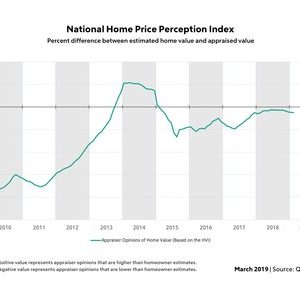 National Home Price Perception Index
Percent difference between estimated home value and appraised value
2010 2011 2012 2013 2014 2015 2016 2017 2018
Appraiser Opinions of Home Value (Based on the HVI)
ositive value represents appraiser opinions that are higher than homeowner estimates.
egative value represents appraiser opinions that are lower than homeowner estimates.
March 2019 | Source: Q